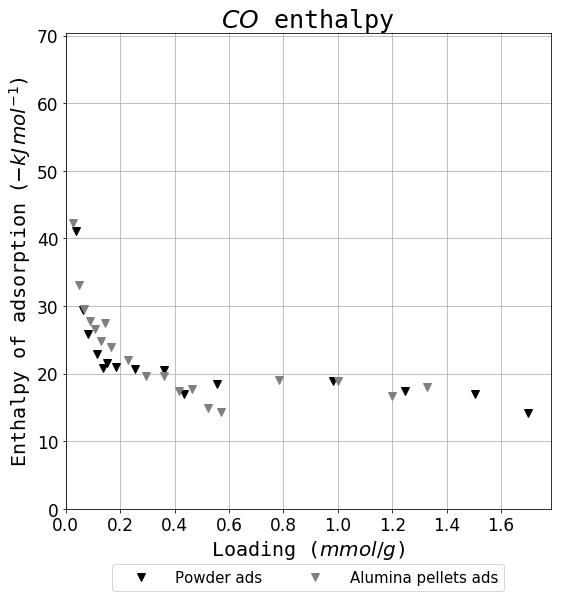 CO enthalpy
70
60
50
40
30
20
10
0
Enthalpy of adsorption (−kJ mol⁻¹)
0.0 0.2 0.4 0.6 0.8 1.0 1.2 1.4 1.6
Loading (mmol/g)
Powder ads Alumina pellets ads